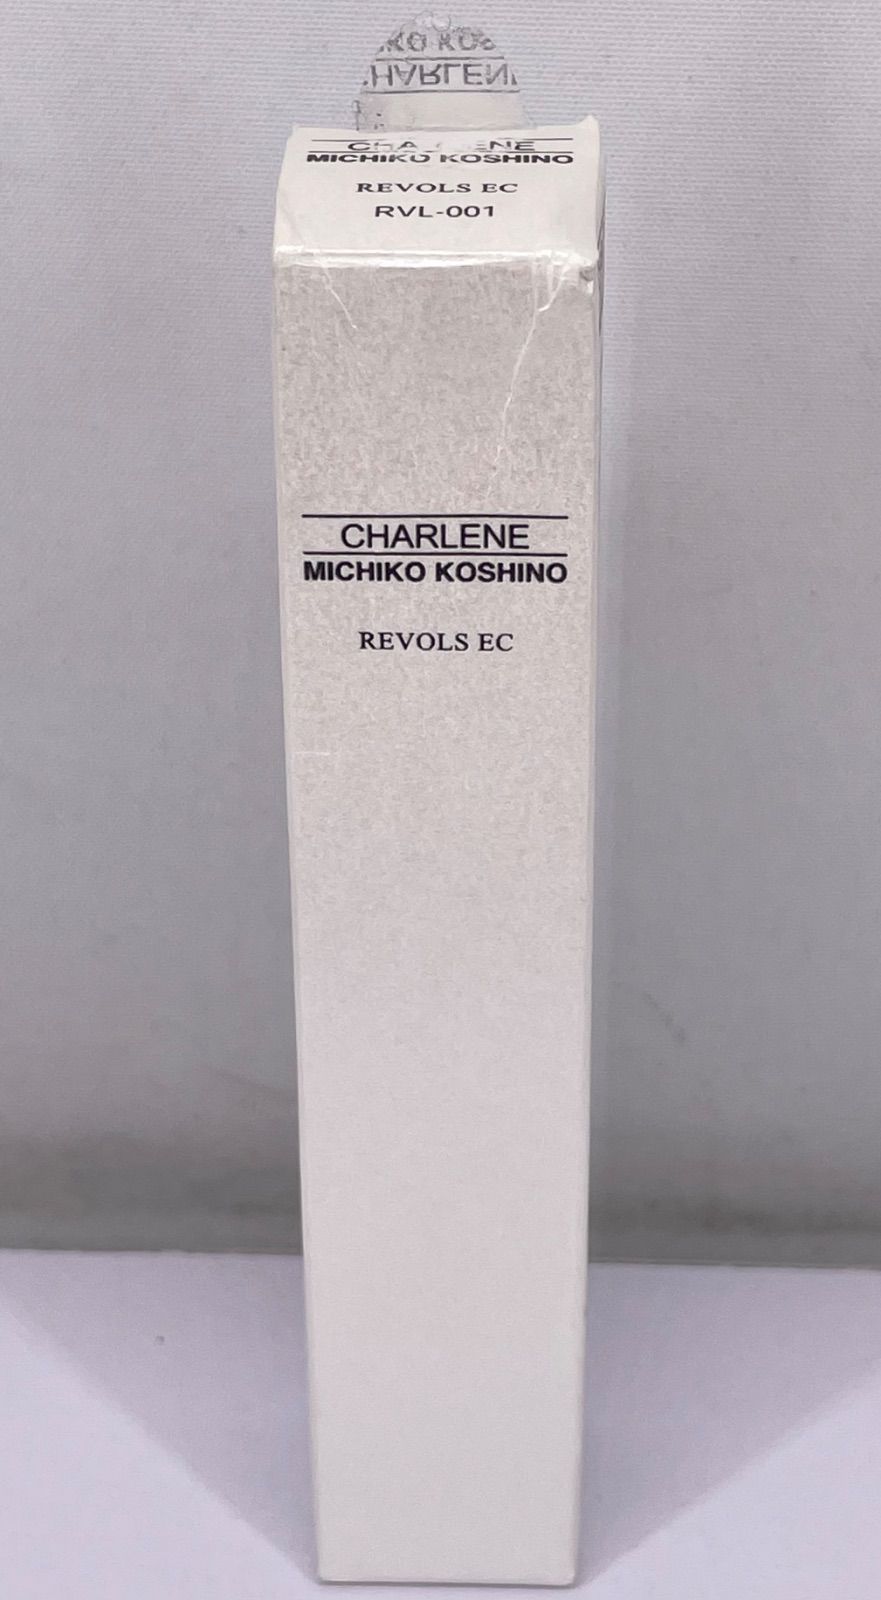 MICHIKO KOSHINO
REVOLS EC
RVL-001
CHARLENE
MICHIKO KOSHINO
REVOLS EC